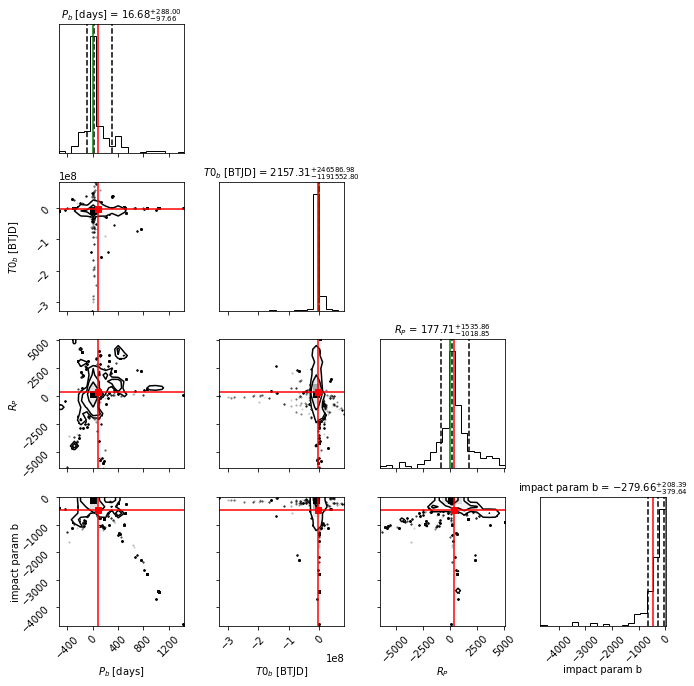 P_b [days] = 16.68^{+288.00}_{-97.66}
1e8
T0_b [BTJD] = 2157.31^{+246586.98}_{-1191552.80}
T0_b [BTJD]
0
-1
-2
-3
R_P = 177.71^{+1535.86}_{-1018.85}
R_P
5000
2500
0
-2500
-5000
impact param b = −279.66^{+208.39}_{-379.64}
impact param b
0
-1000
-2000
-3000
-4000
-400 0 400 800 1200
P_b [days]
-3 -2 -1 0
1e8
T0_b [BTJD]
-5000 -2500 0 2500 5000
R_P
-4000 -3000 -2000 -1000 0
impact param b